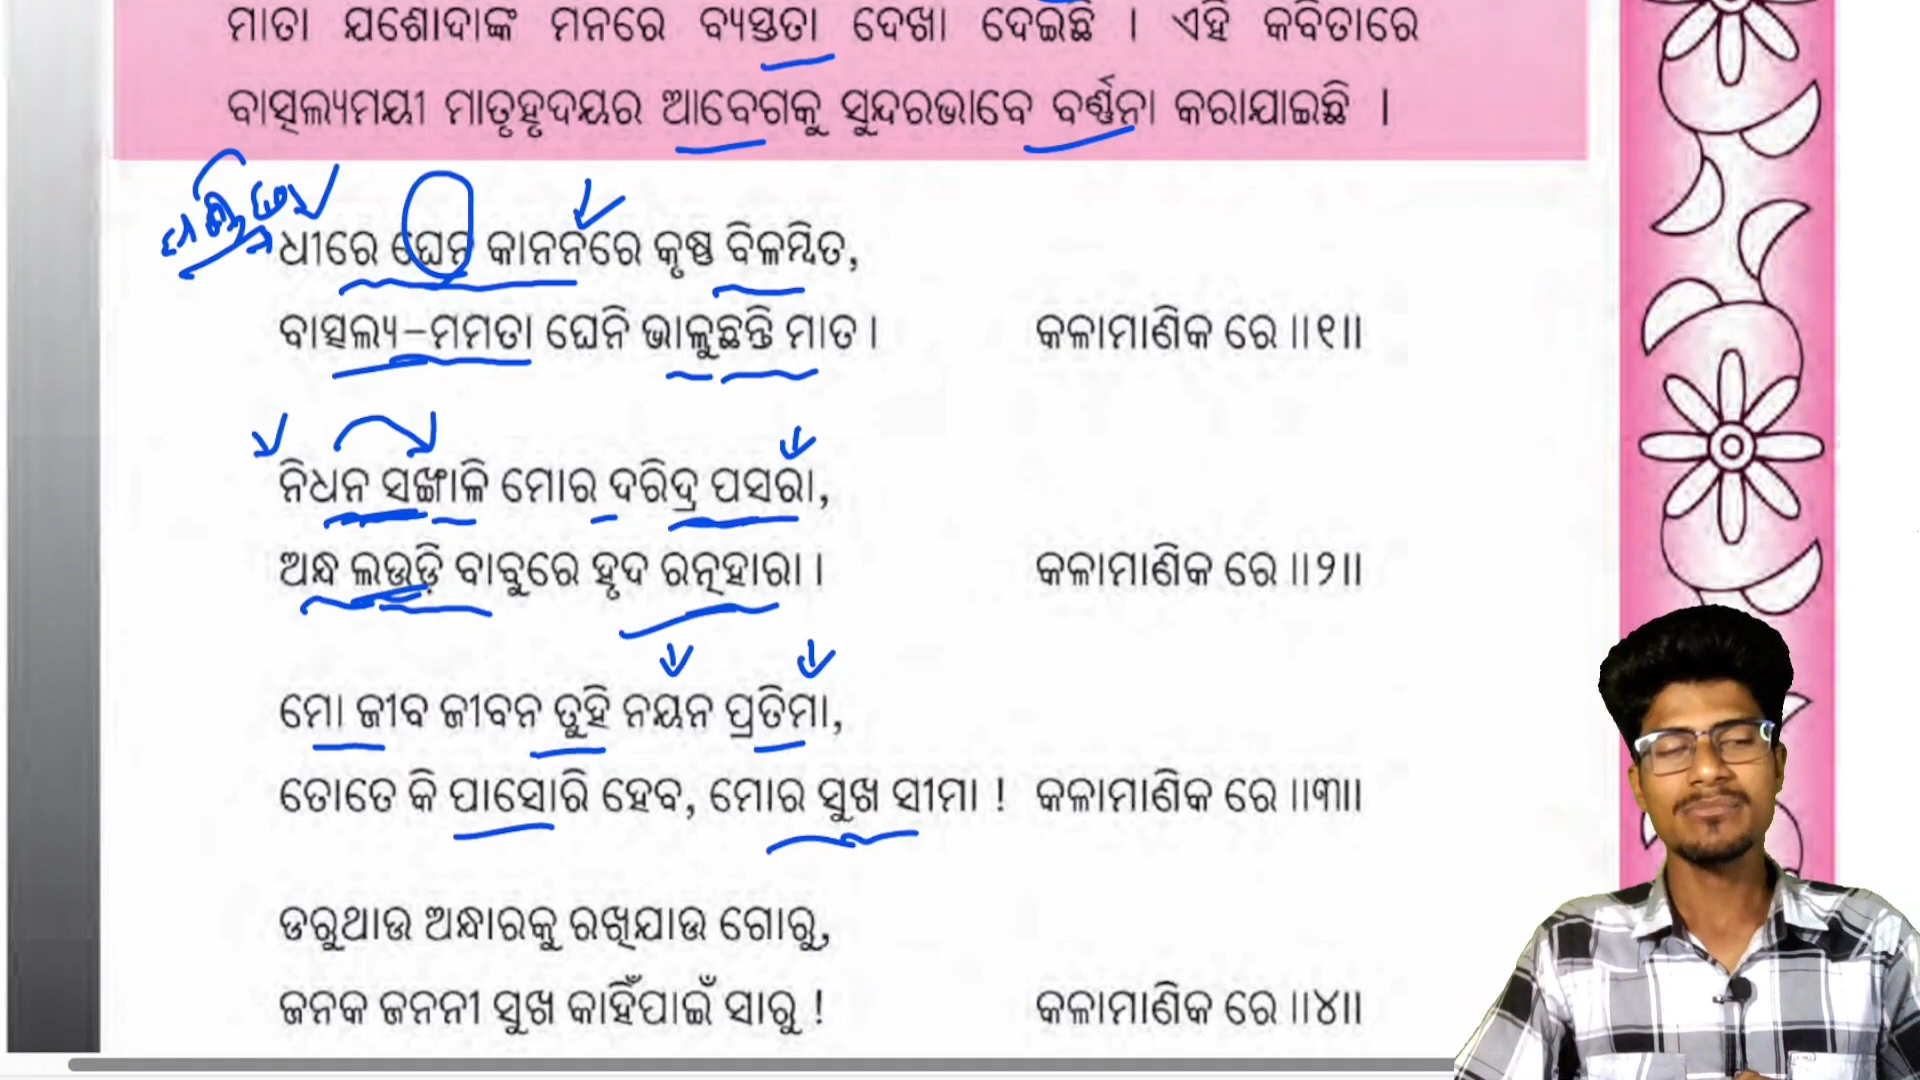 ମାତା ଯଶୋଦାଙ୍କ ମନରେ ବ୍ୟସ୍ତତା ଦେଖା ଦେଇଛି । ଏହି କବିତାରେ
ବାତ୍ସଲ୍ୟମୟୀ ମାତୃହୃଦୟର ଆବେଗକୁ ସୁନ୍ଦରଭାବେ ବର୍ଣ୍ଣନା କରାଯାଇଛି ।
ଧୀରେ ଘେନ କାନନରେ କୃଷ୍ଣ ବିଳମ୍ବିତ,
ବାତ୍ସଲ୍ୟ-ମମତା ଘେନି ଭାଳୁଛନ୍ତି ମାତ । କଳାମାଣିକ ରେ ॥୧॥
ନିଧନ ସଙ୍ଖାଳି ମୋର ଦରିଦ୍ର ପସରା,
ଅନ୍ଧ ଲଉଡ଼ି ବାବୁରେ ହୃଦ ରତ୍ନହାରା । କଳାମାଣିକ ରେ ॥୨॥
ମୋ ଜୀବ ଜୀବନ ତୁହି ନୟନ ପ୍ରତିମା,
ତୋତେ କି ପାସୋରି ହେବ, ମୋର ସୁଖ ସୀମା ! କଳାମାଣିକ ରେ ॥୩॥
ଡରୁଥାଉ ଅନ୍ଧାରକୁ ରଖିଯାଉ ଗୋରୁ,
ଜନକ ଜନନୀ ସୁଖ କାହିଁପାଇଁ ସାରୁ ! କଳାମାଣିକ ରେ ॥୪॥